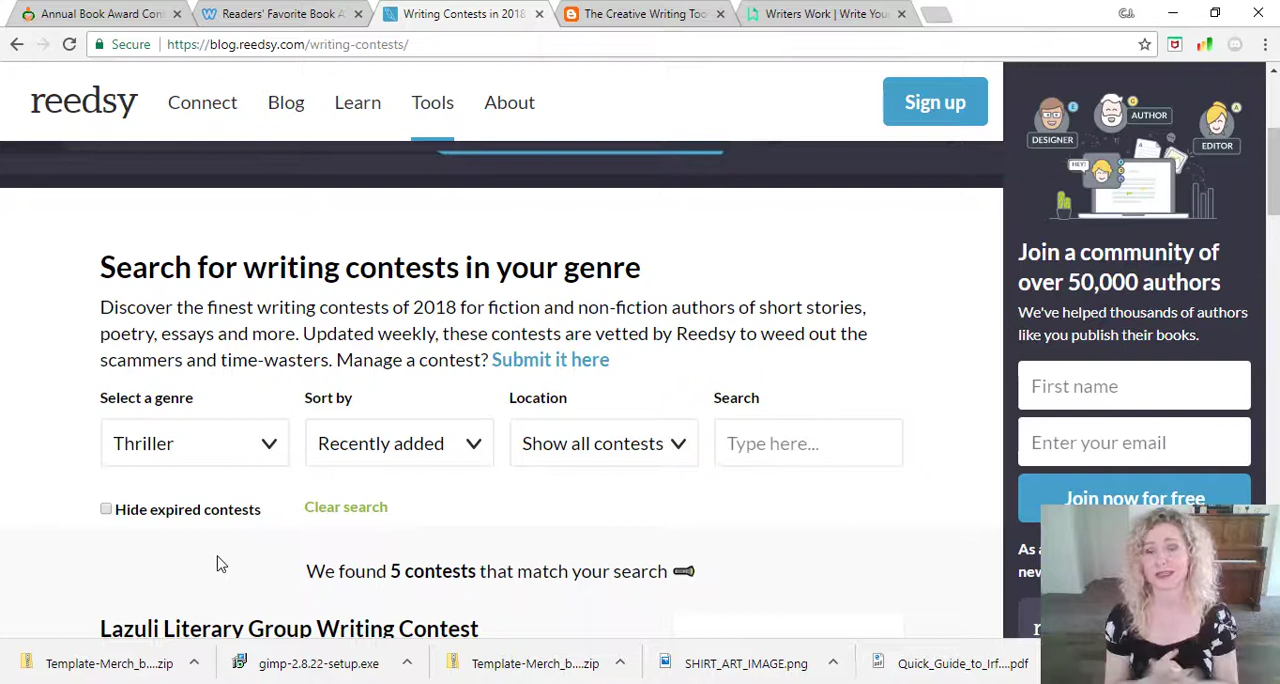 Annual Book Award Con
Readers' Favorite Book A
Writing Contests in 2018
The Creative Writing Too
Writers Work | Write You
C.J.
Secure
https://blog.reedsy.com/writing-contests/
reedsy
Connect
Blog
Learn
Tools
About
Sign up
DESIGNER
AUTHOR
EDITOR
HEY!
Join a community of
over 50,000 authors
We've helped thousands of authors
like you publish their books.
First name
Enter your email
Join now for free
Search for writing contests in your genre
Discover the finest writing contests of 2018 for fiction and non-fiction authors of short stories,
poetry, essays and more. Updated weekly, these contests are vetted by Reedsy to weed out the
scammers and time-wasters. Manage a contest? Submit it here
Select a genre
Sort by
Location
Search
Thriller
Recently added
Show all contests
Type here...
Hide expired contests
Clear search
We found 5 contests that match your search
Lazuli Literary Group Writing Contest
Template-Merch_b....zip
gimp-2.8.22-setup.exe
Template-Merch_b....zip
SHIRT_ART_IMAGE.png
Quick_Guide_to_Irf....pdf